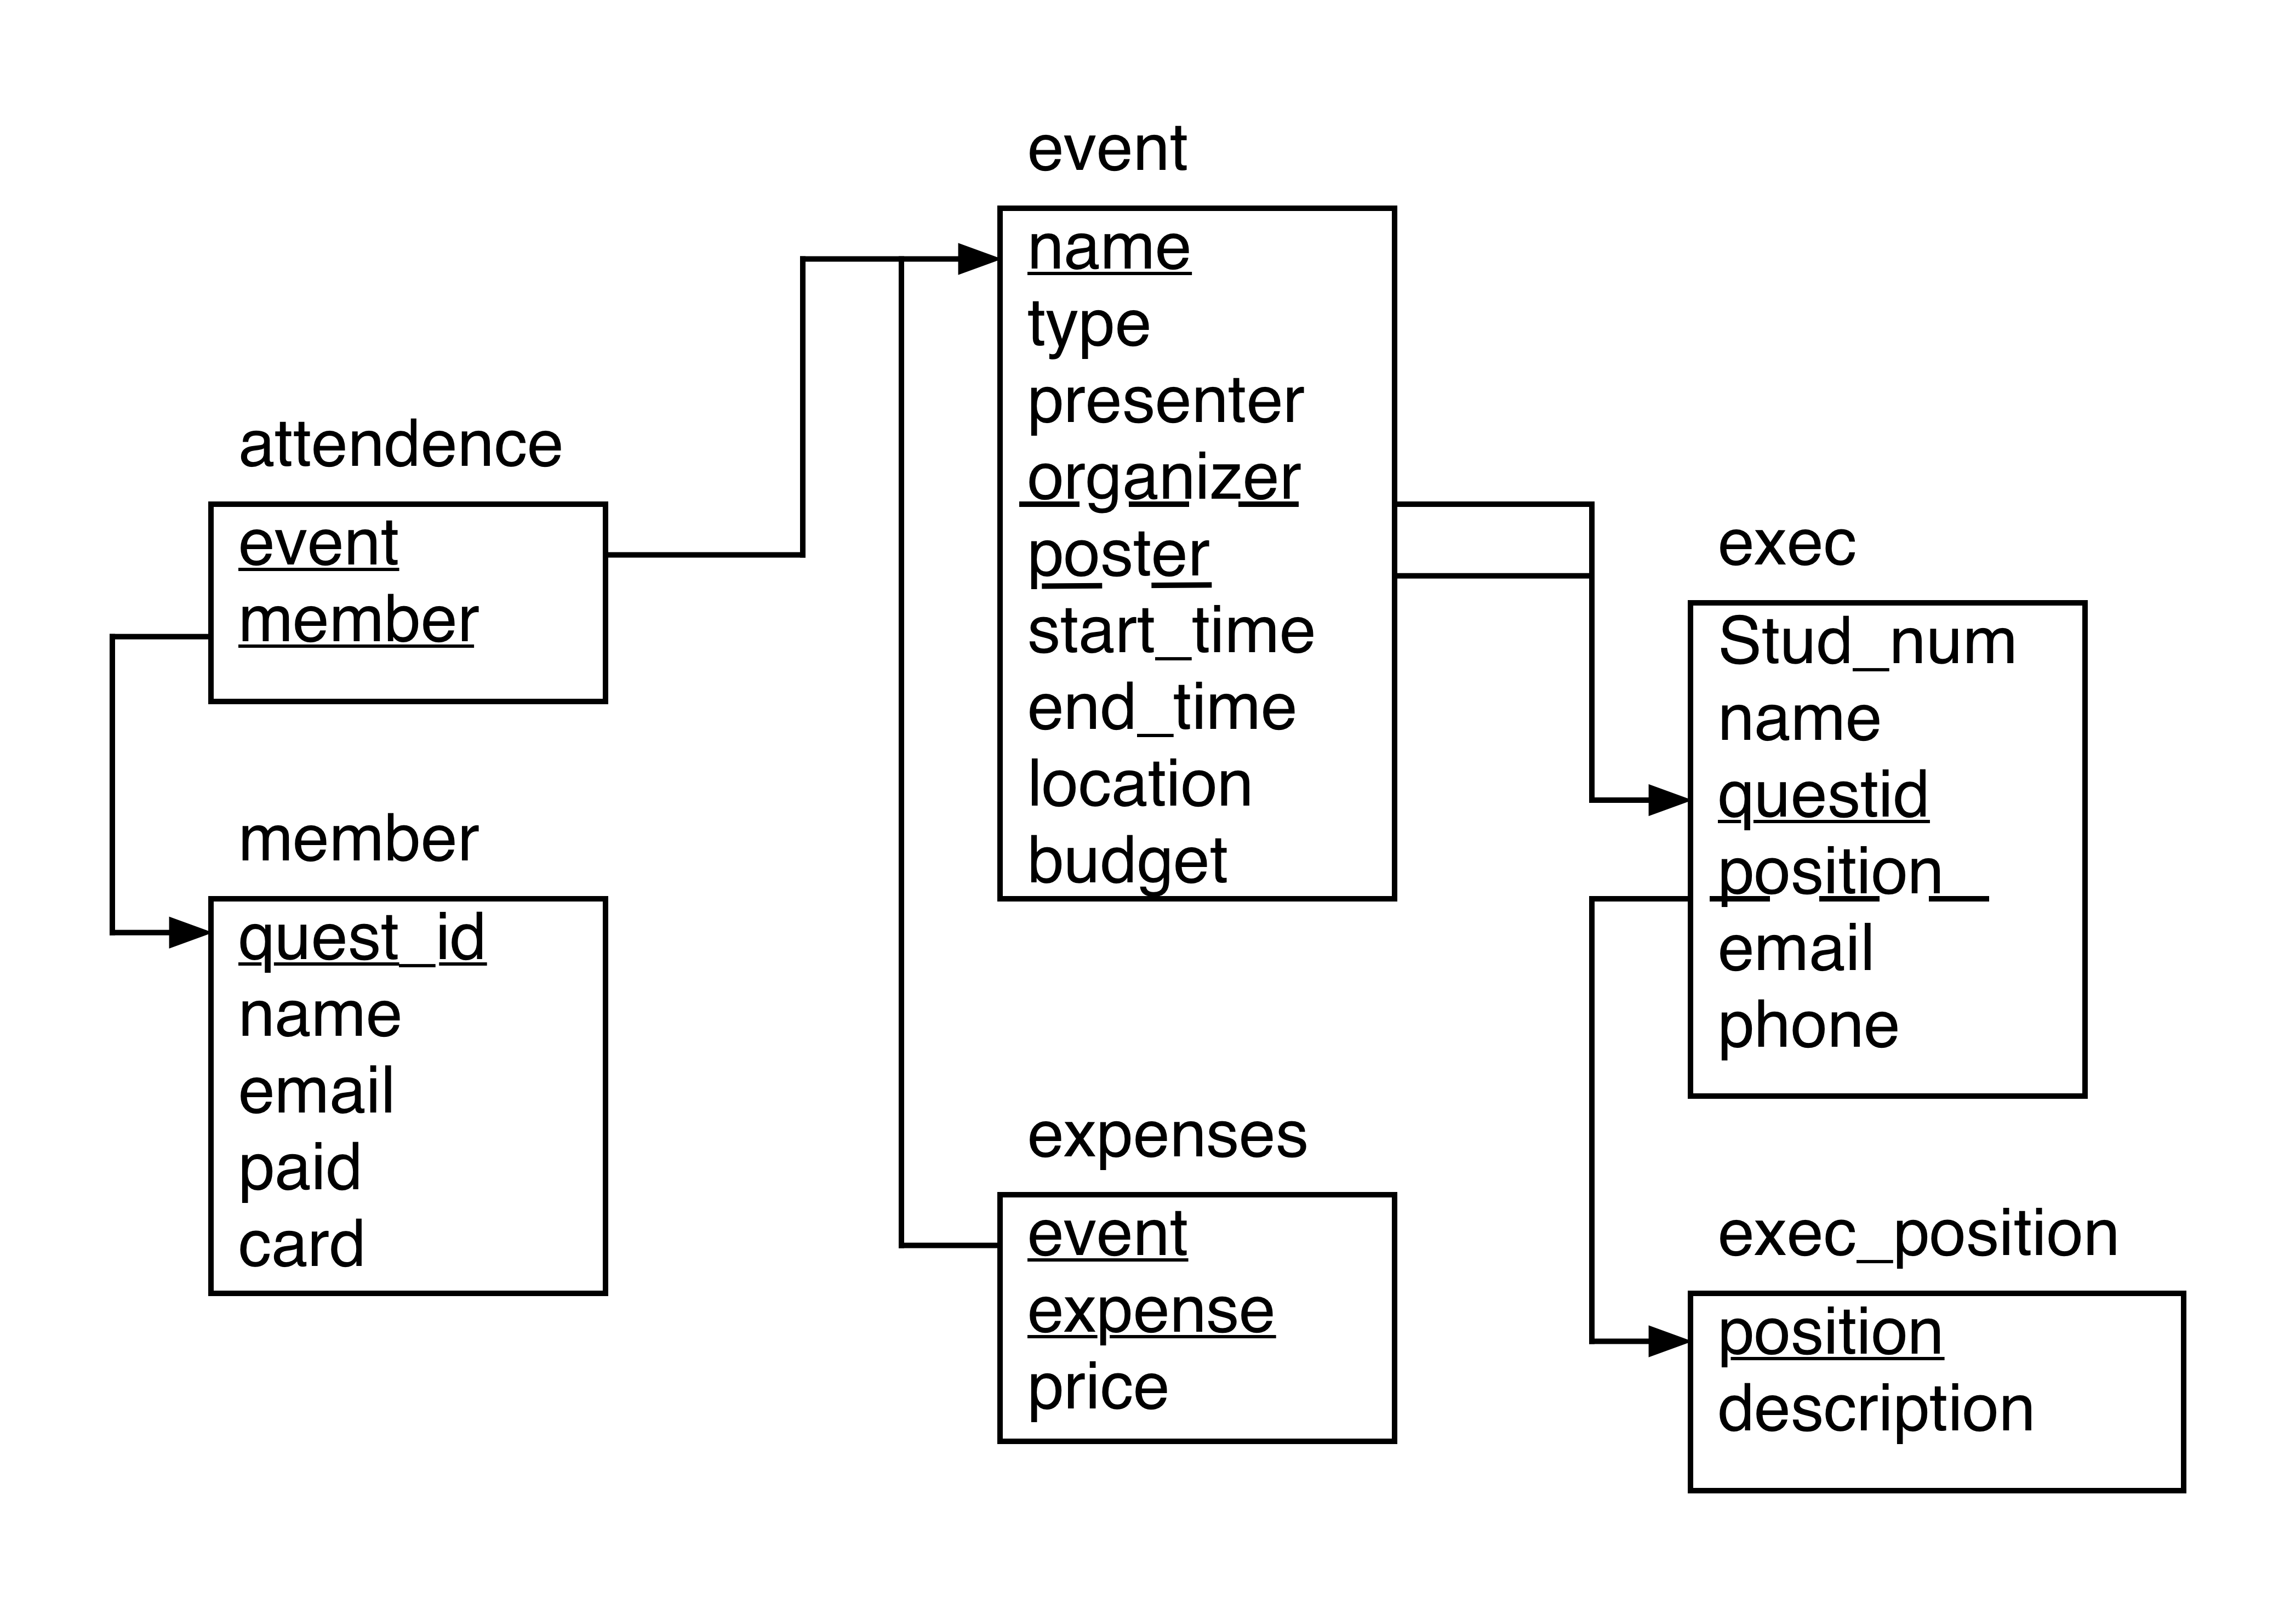 event
name
type
presenter
organizer
poster
start_time
end_time
location
budget
attendence
event
member
member
quest_id
name
email
paid
card
expenses
event
expense
price
exec
Stud_num
name
questid
position
email
phone
exec_position
position
description